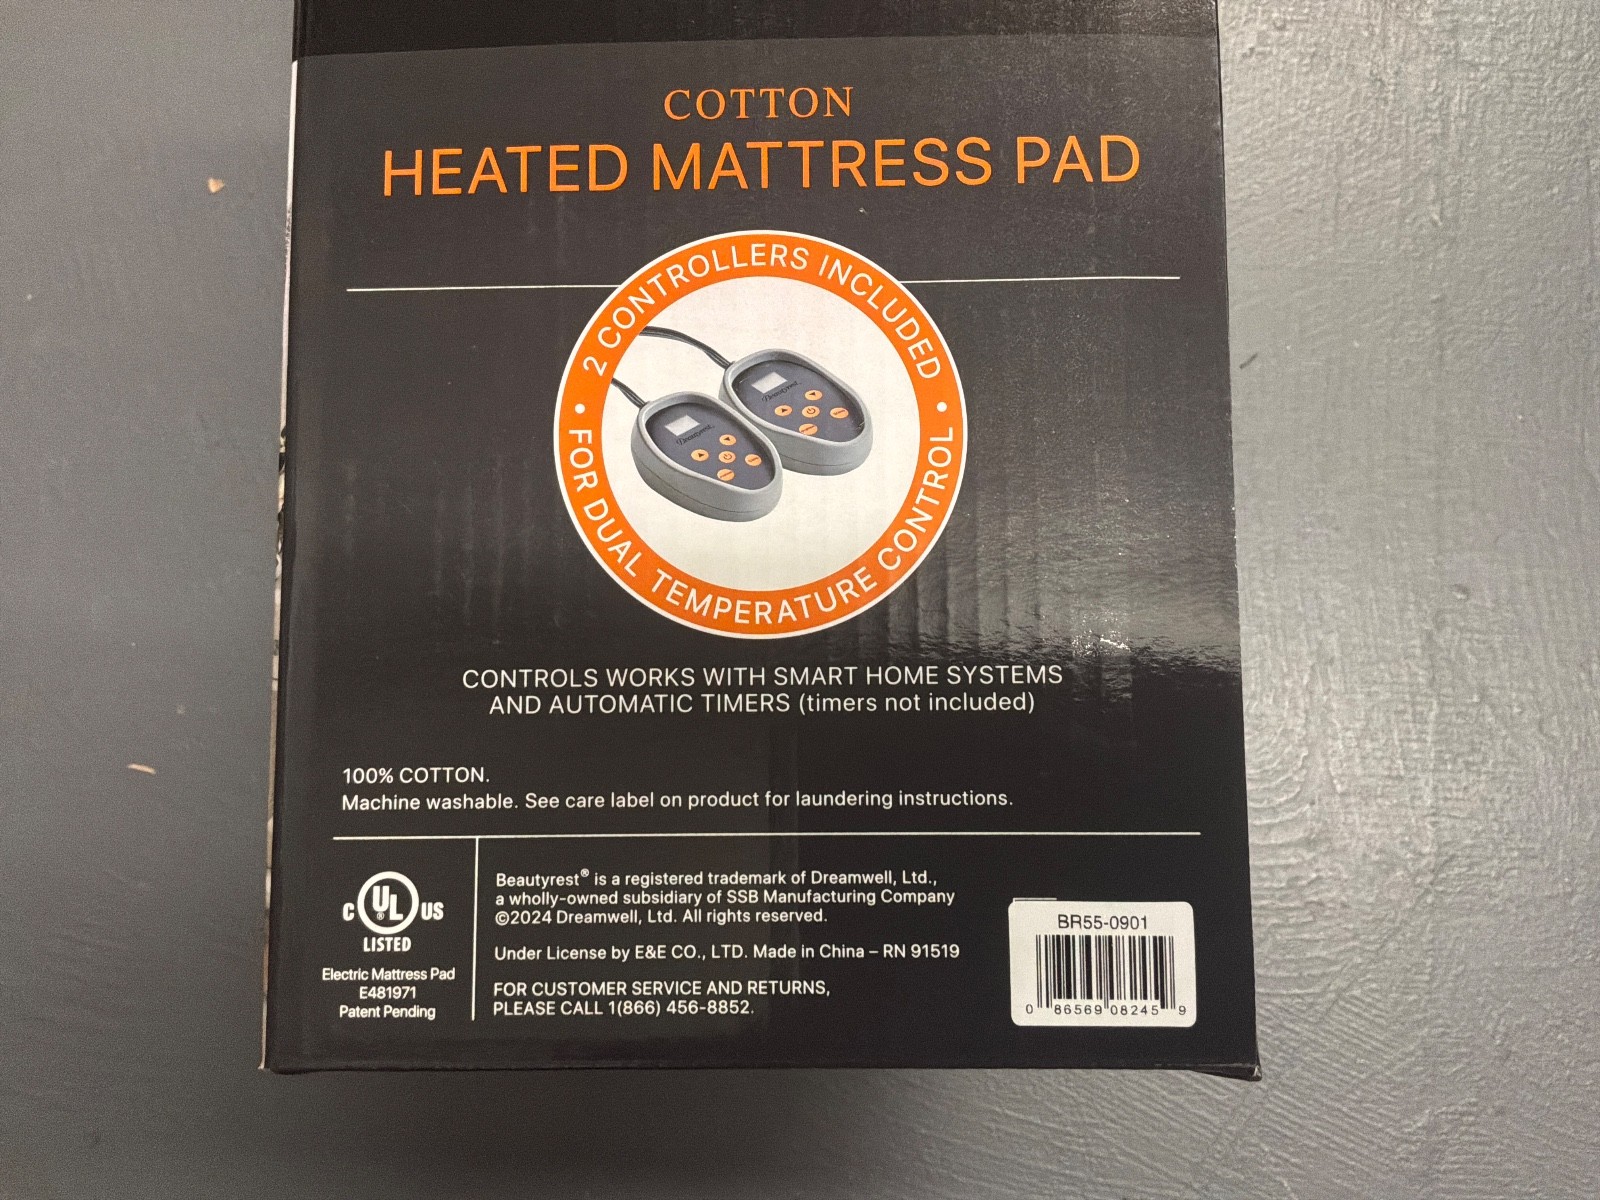 COTTON
HEATED MATTRESS PAD
2 CONTROLLERS INCLUDED
• FOR DUAL TEMPERATURE CONTROL •
Beautyrest
Beautyrest
CONTROLS WORKS WITH SMART HOME SYSTEMS
AND AUTOMATIC TIMERS (timers not included)
100% COTTON.
Machine washable. See care label on product for laundering instructions.
C UL ® US
LISTED
Electric Mattress Pad
E481971
Patent Pending
Beautyrest® is a registered trademark of Dreamwell, Ltd.,
a wholly-owned subsidiary of SSB Manufacturing Company
©2024 Dreamwell, Ltd. All rights reserved.
Under License by E&E CO., LTD. Made in China – RN 91519
FOR CUSTOMER SERVICE AND RETURNS,
PLEASE CALL 1(866) 456-8852.
BR55-0901
0 86569 08245 9